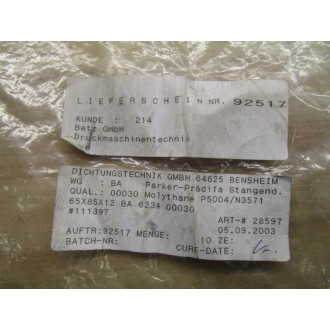 LIEFERSCHEIN NR. 92517
KUNDE : 214
Betz GmbH
Druckmaschinentechnik
DICHTUNGSTECHNIK GMBH 64625 BENSHEIM
WG : BA Parker-Prädifa Stangend.
QUAL.: 00030 Molythane P5004/N3571
65X85X12 BA 6234 00030
#111397
ART-# 28597
AUFTR:92517 MENGE: 10 ZE: 05.09.2003
BATCH-NR: CURE-DATE: